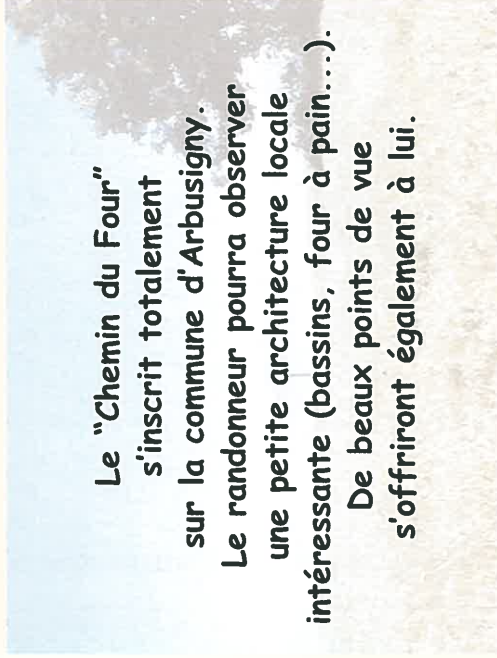 Le "Chemin du Four"
s'inscrit totalement
sur la commune d'Arbusigny.
Le randonneur pourra observer
une petite architecture locale
intéressante (bassins, four à pain...).
De beaux points de vue
s'offriront également à lui.